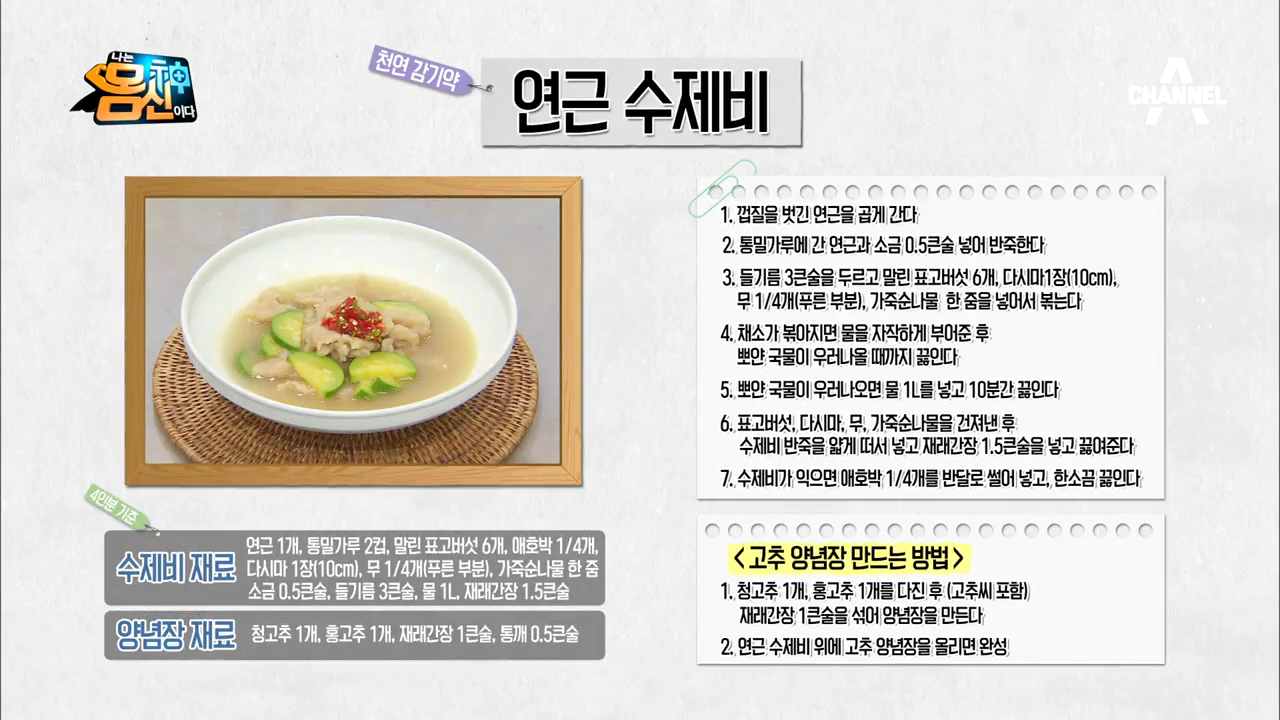 나는
몸神
신이다
천연 감기약
연근 수제비
CHANNEL A
1. 껍질을 벗긴 연근을 곱게 간다
2. 통밀가루에 간 연근과 소금 0.5큰술 넣어 반죽한다
3. 들기름 3큰술을 두르고 말린 표고버섯 6개, 다시마1장(10cm),
무 1/4개(푸른 부분), 가죽순나물 한 줌을 넣어서 볶는다
4. 채소가 볶아지면 물을 자작하게 부어준 후
뽀얀 국물이 우러나올 때까지 끓인다
5. 뽀얀 국물이 우러나오면 물 1L를 넣고 10분간 끓인다
6. 표고버섯, 다시마, 무, 가죽순나물을 건져낸 후
수제비 반죽을 얇게 떠서 넣고 재래간장 1.5큰술을 넣고 끓여준다
7. 수제비가 익으면 애호박 1/4개를 반달로 썰어 넣고, 한소끔 끓인다
4인분 기준
수제비 재료
연근 1개, 통밀가루 2컵, 말린 표고버섯 6개, 애호박 1/4개,
다시마 1장(10cm), 무 1/4개(푸른 부분), 가죽순나물 한 줌
소금 0.5큰술, 들기름 3큰술, 물 1L, 재래간장 1.5큰술
양념장 재료
청고추 1개, 홍고추 1개, 재래간장 1큰술, 통깨 0.5큰술
<고추 양념장 만드는 방법>
1. 청고추 1개, 홍고추 1개를 다진 후 (고추씨 포함)
재래간장 1큰술을 섞어 양념장을 만든다
2. 연근 수제비 위에 고추 양념장을 올리면 완성